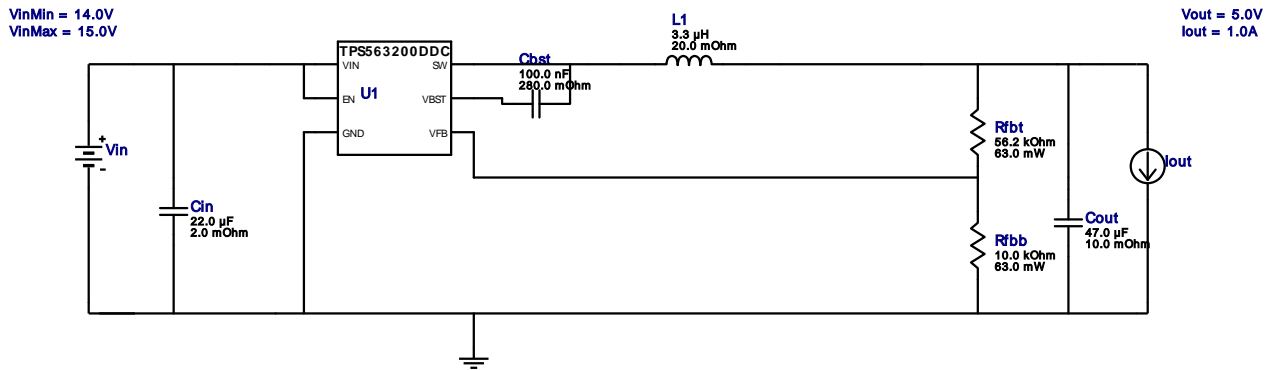 VinMin = 14.0V
VinMax = 15.0V
Vout = 5.0V
Iout = 1.0A
L1
3.3 µH
20.0 mOhm
TPS563200DDC
VIN
SW
EN
U1
VBST
GND
VFB
Cbst
100.0 nF
280.0 mOhm
+
Vin
-
Cin
22.0 µF
2.0 mOhm
Rfbt
56.2 kOhm
63.0 mW
Iout
Rfbb
10.0 kOhm
63.0 mW
Cout
47.0 µF
10.0 mOhm